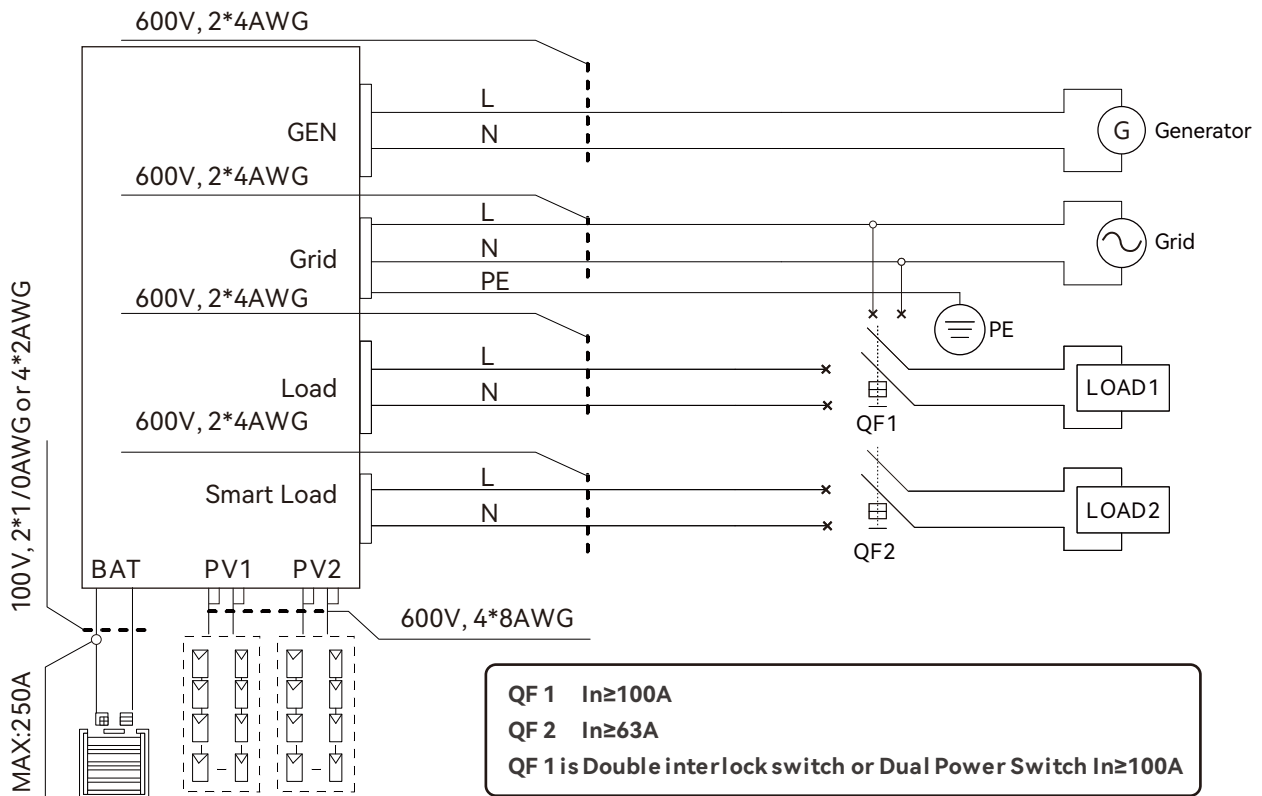 600V, 2*4AWG
L
GEN
N
G
Generator
600V, 2*4AWG
L
Grid
N
Grid
PE
600V, 2*4AWG
PE
L
Load
N
LOAD1
600V, 2*4AWG
QF1
L
Smart Load
N
LOAD2
QF2
BAT
PV1
PV2
100V, 2*1/0AWG or 4*2AWG
600V, 4*8AWG
MAX:250A
QF 1 In≥100A
QF 2 In≥63A
QF 1 is Double interlock switch or Dual Power Switch In≥100A